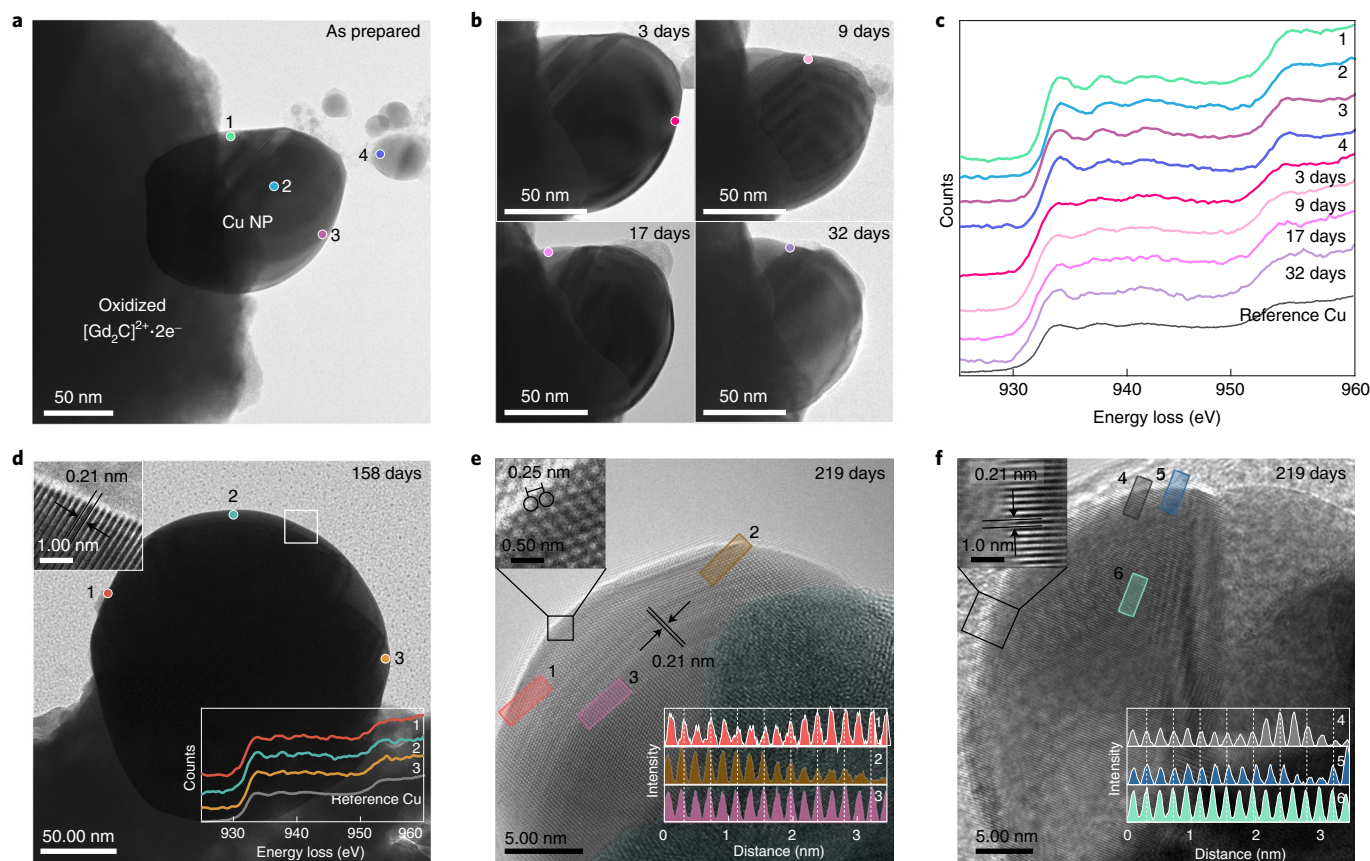 a
As prepared
1
2
3
4
Cu NP
Oxidized
[Gd₂C]²⁺·2e⁻
50 nm
b
3 days
50 nm
9 days
50 nm
17 days
50 nm
32 days
50 nm
c
1
2
3
4
3 days
9 days
17 days
32 days
Reference Cu
Counts
930 940 950 960
Energy loss (eV)
d
158 days
0.21 nm
1.00 nm
1
2
3
50.00 nm
Counts
1
2
3
Reference Cu
930 940 950 960
Energy loss (eV)
e
219 days
0.25 nm
0.50 nm
1
2
3
0.21 nm
5.00 nm
Intensity
1
2
3
0 1 2 3
Distance (nm)
f
219 days
0.21 nm
1.0 nm
4
5
6
5.00 nm
Intensity
4
5
6
0 1 2 3
Distance (nm)